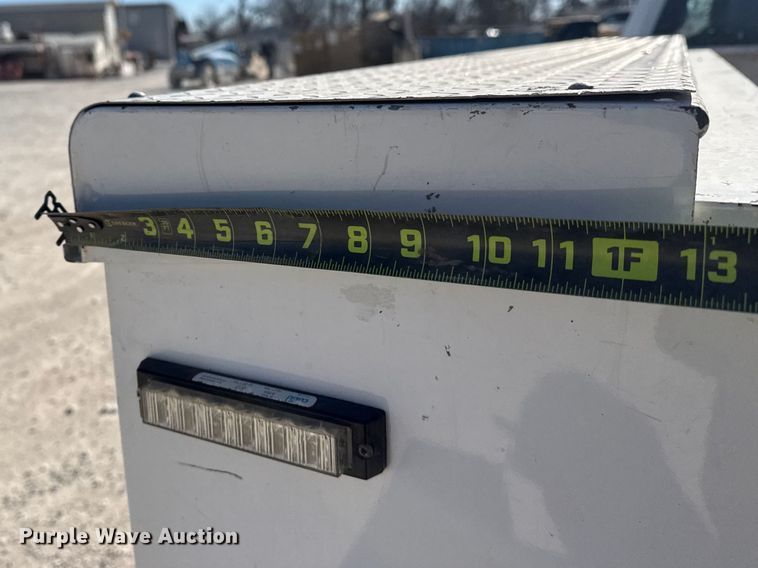 3 4 5 6 7 8 9 10 11 1F 13
Purple Wave Auction